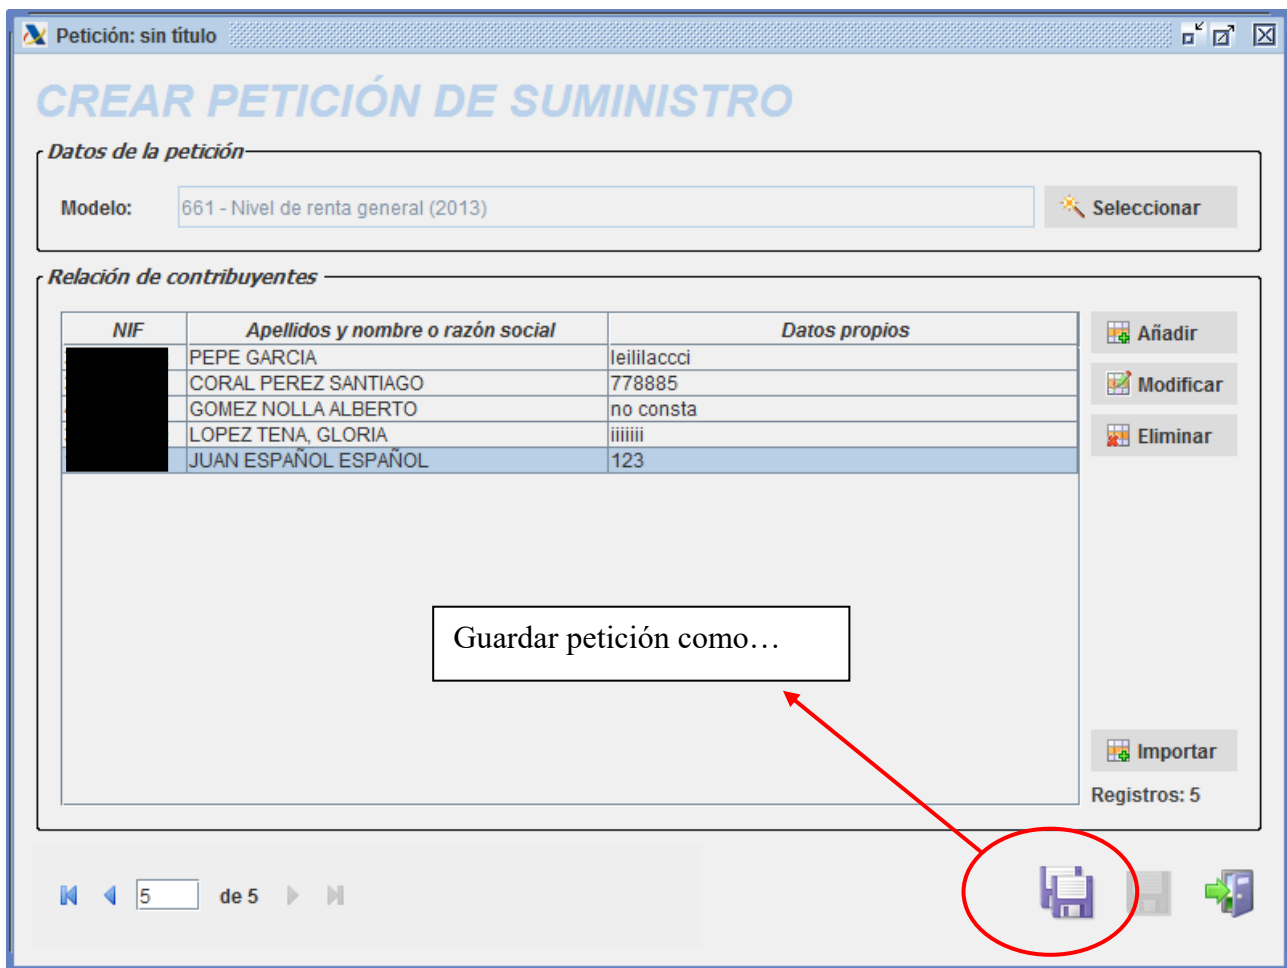 Petición: sin título
CREAR PETICIÓN DE SUMINISTRO
Datos de la petición
Modelo: 661 - Nivel de renta general (2013) Seleccionar
Relación de contribuyentes
NIF Apellidos y nombre o razón social Datos propios
PEPE GARCIA leililaccci
CORAL PEREZ SANTIAGO 778885
GOMEZ NOLLA ALBERTO no consta
LOPEZ TENA, GLORIA iiiiiii
JUAN ESPAÑOL ESPAÑOL 123
Añadir
Modificar
Eliminar
Guardar petición como…
Importar
Registros: 5
5 de 5